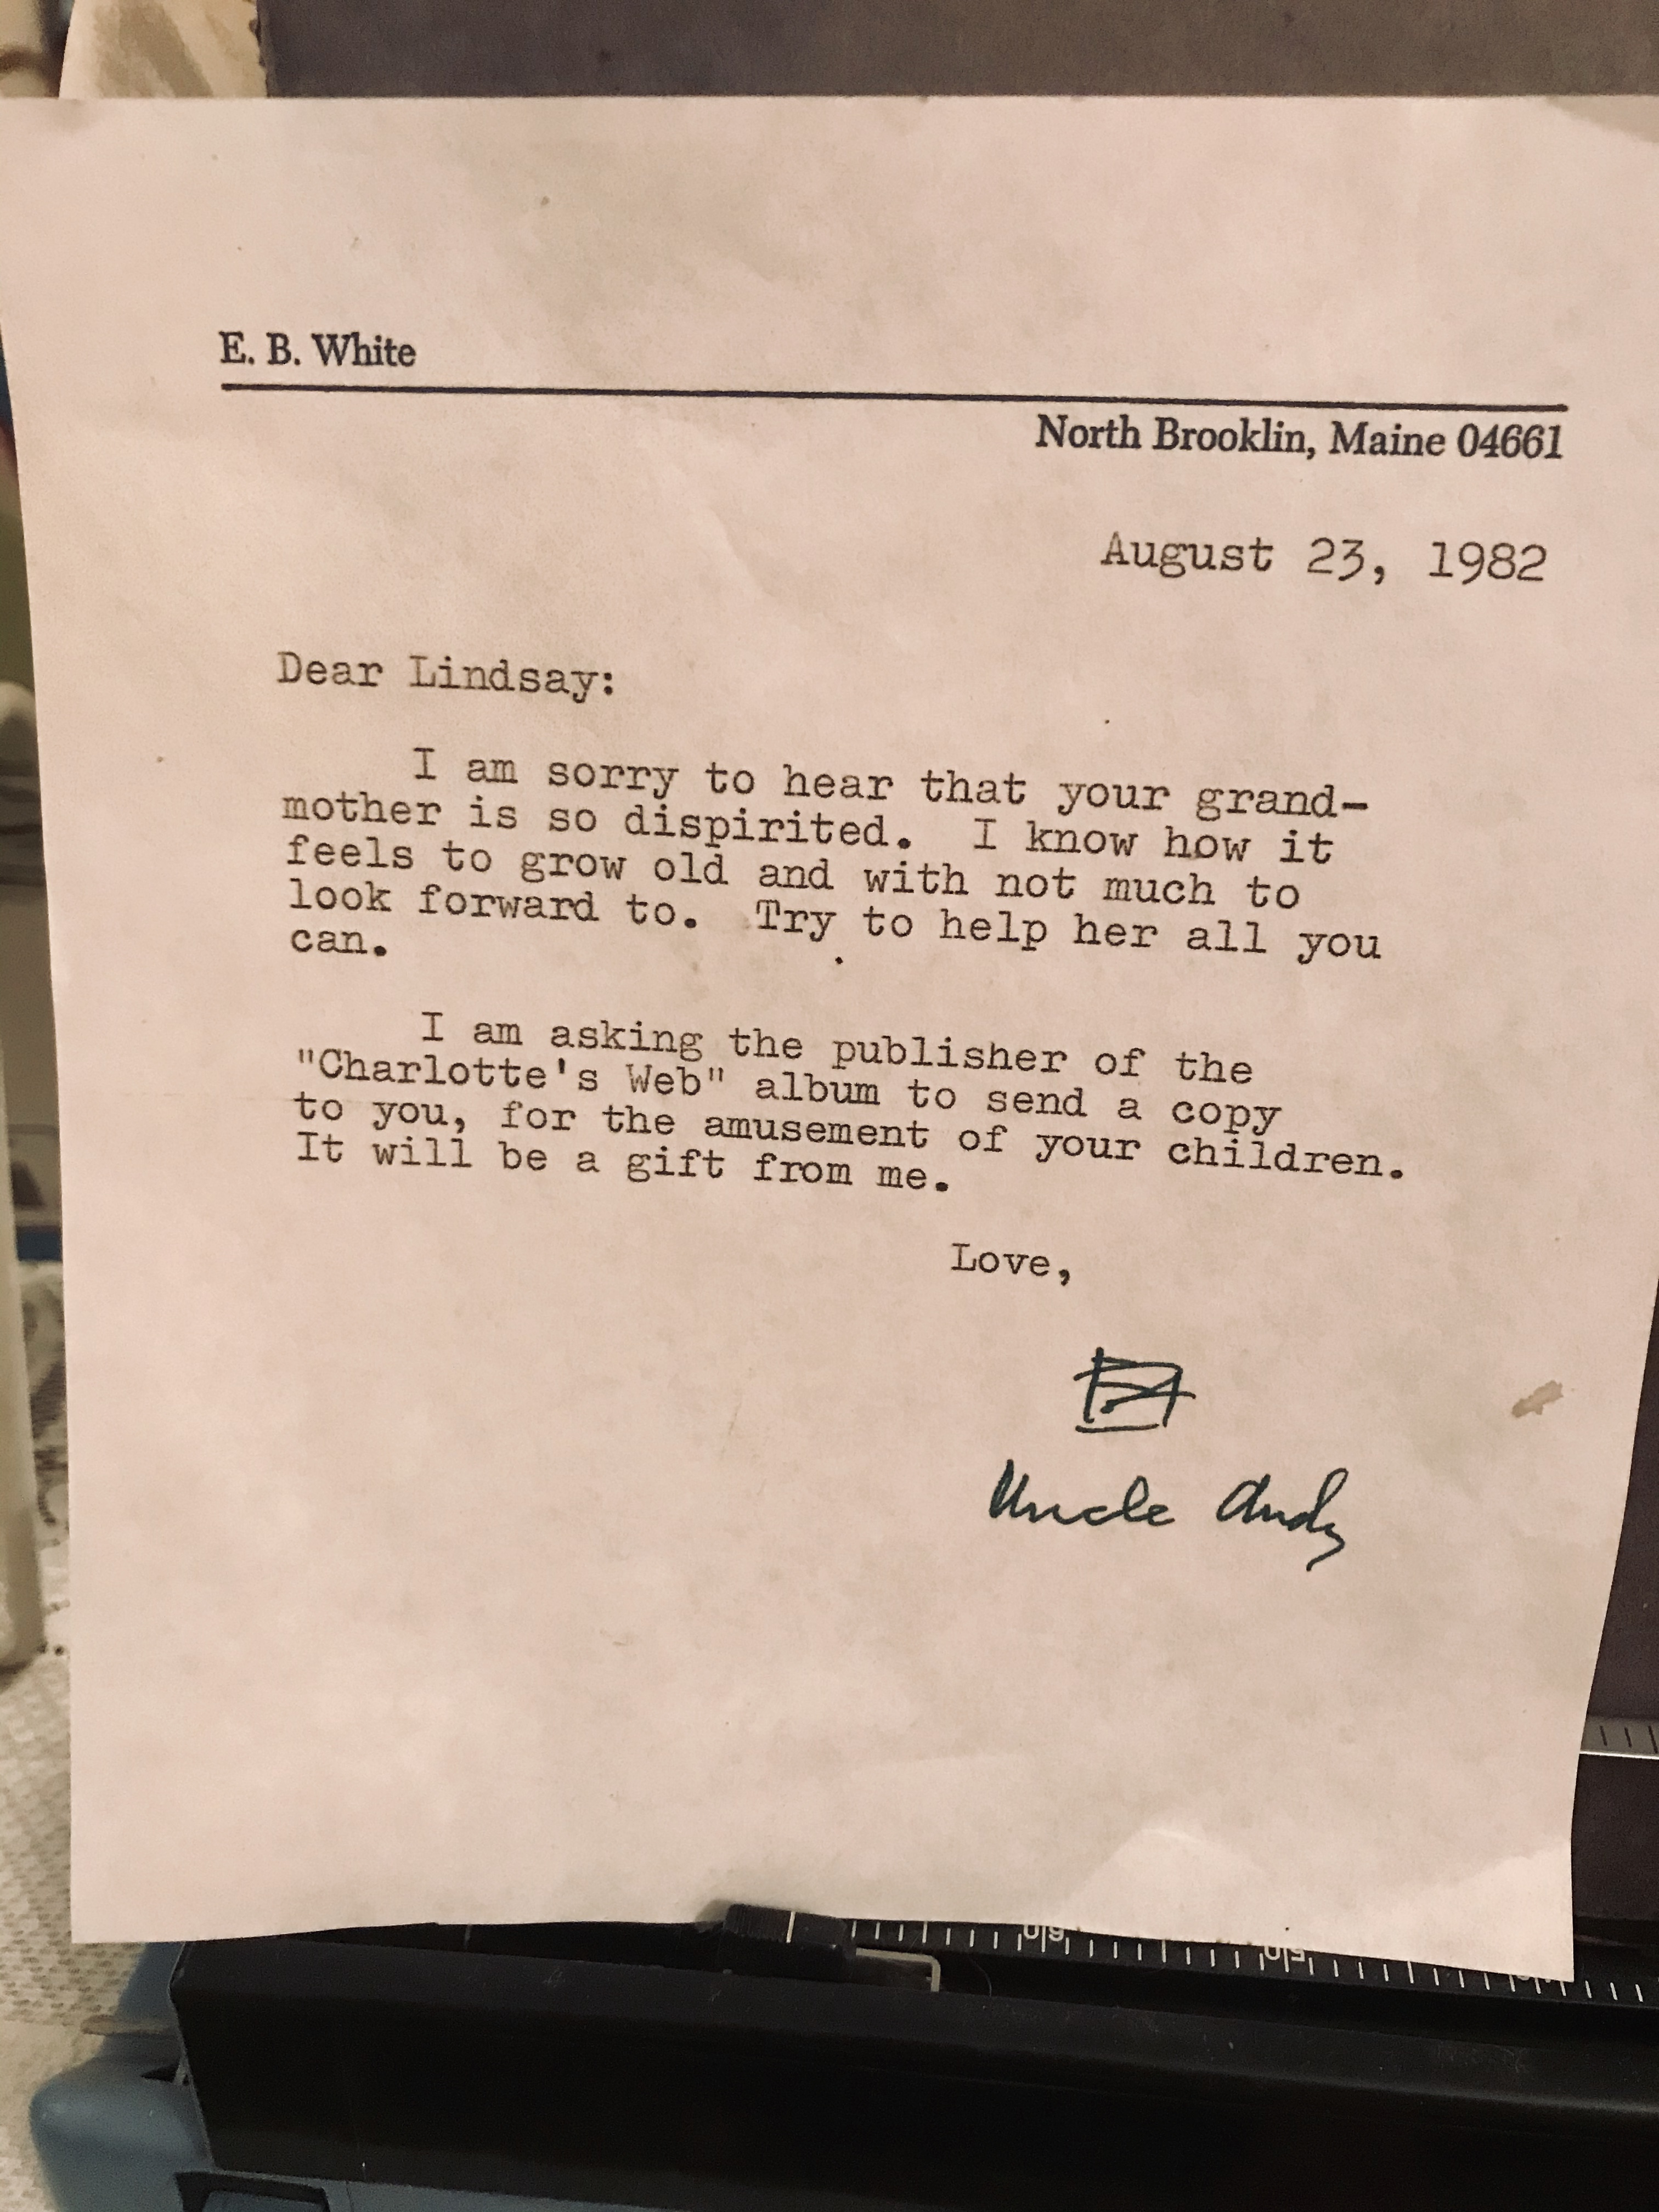 E. B. White
North Brooklin, Maine 04661
August 23, 1982
Dear Lindsay:
I am sorry to hear that your grand-
mother is so dispirited.  I know how it
feels to grow old and with not much to
look forward to.  Try to help her all you
can.
I am asking the publisher of the
"Charlotte's Web" album to send a copy
to you, for the amusement of your children.
It will be a gift from me.
Love,
Uncle Andy